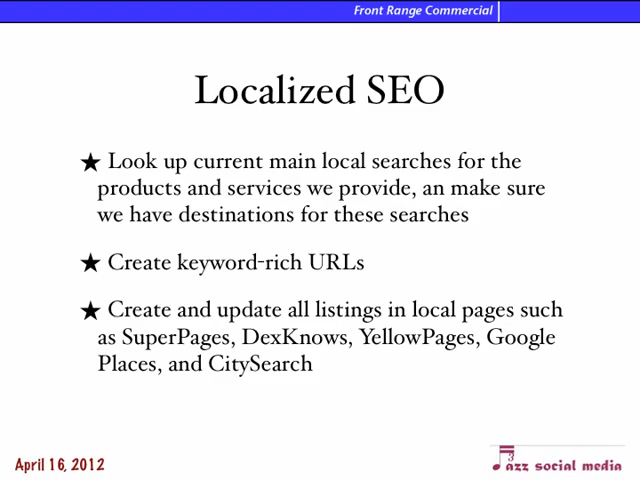 Front Range Commercial
Localized SEO
★ Look up current main local searches for the
products and services we provide, an make sure
we have destinations for these searches
★ Create keyword-rich URLs
★ Create and update all listings in local pages such
as SuperPages, DexKnows, YellowPages, Google
Places, and CitySearch
April 16, 2012
3
azz social media